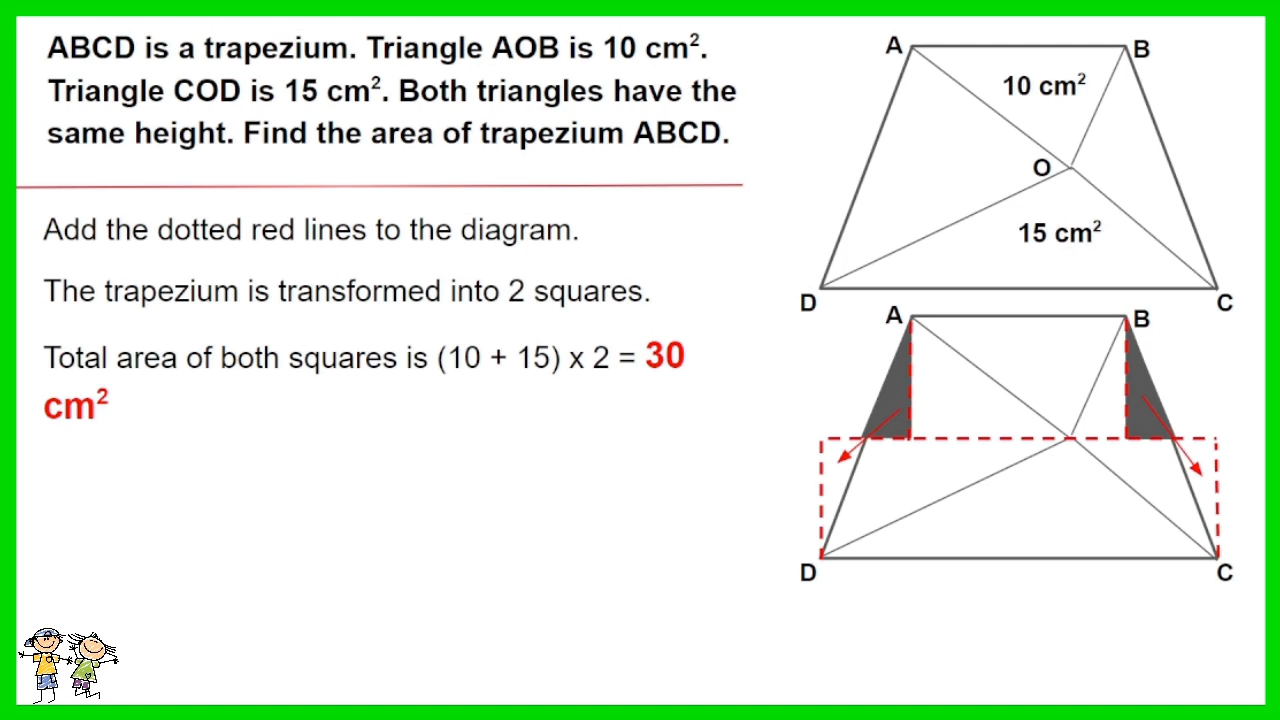 ABCD is a trapezium. Triangle AOB is 10 cm².
Triangle COD is 15 cm². Both triangles have the
same height. Find the area of trapezium ABCD.
Add the dotted red lines to the diagram.
The trapezium is transformed into 2 squares.
Total area of both squares is (10 + 15) x 2 = 30
cm²
A
B
10 cm²
O
15 cm²
D
C
A
B
D
C